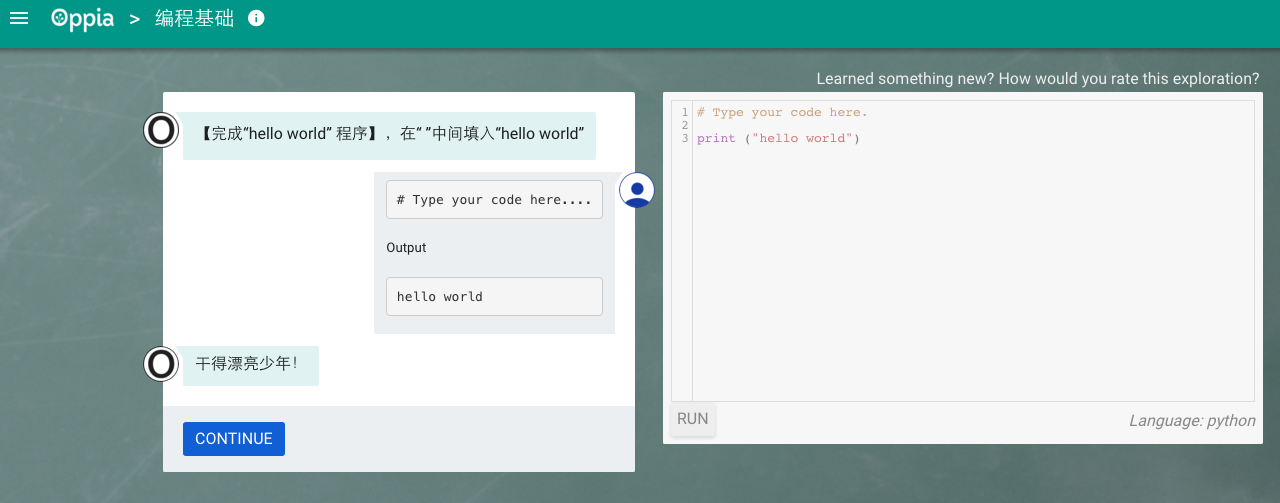 Oppia > 编程基础
Learned something new? How would you rate this exploration?
【完成“hello world” 程序】，在“ ”中间填入“hello world”
# Type your code here....
Output
hello world
干得漂亮少年！
CONTINUE
1 # Type your code here.
2
3 print ("hello world")
RUN
Language: python